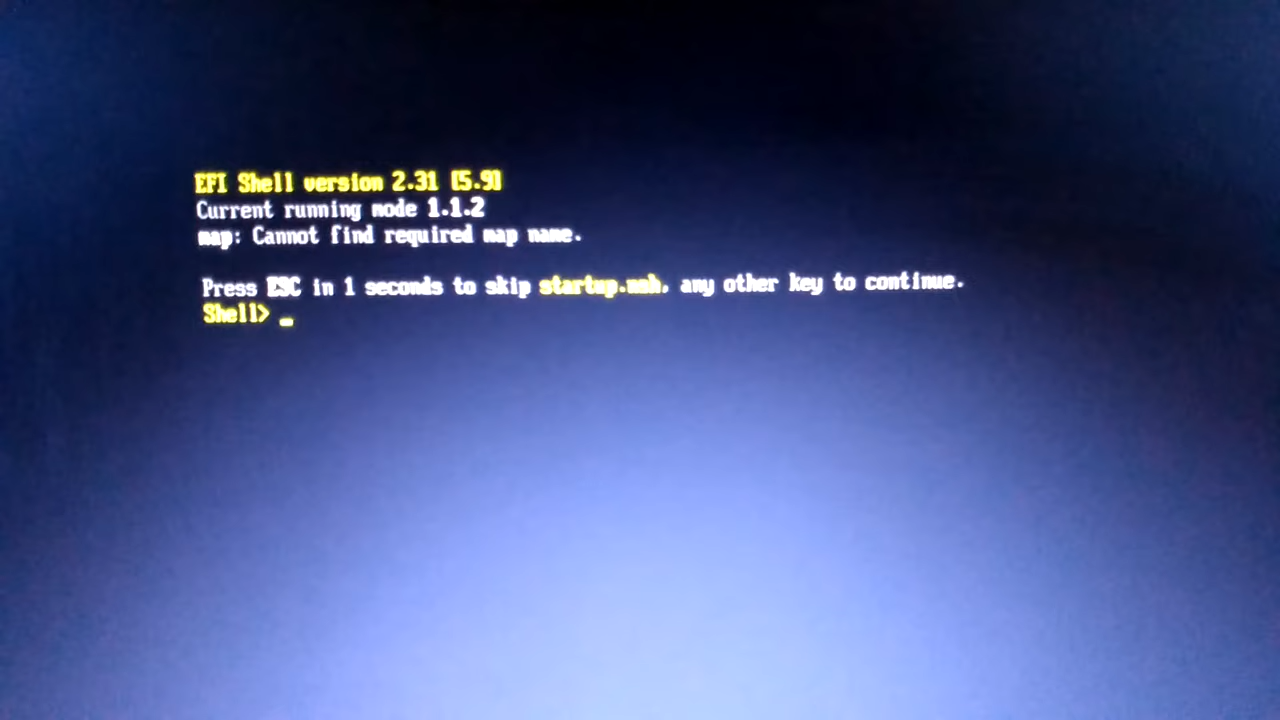 EFI Shell version 2.31 [5.9]
Current running mode 1.1.2
map: Cannot find required map name.
Press ESC in 1 seconds to skip startup.nsh, any other key to continue.
Shell> _